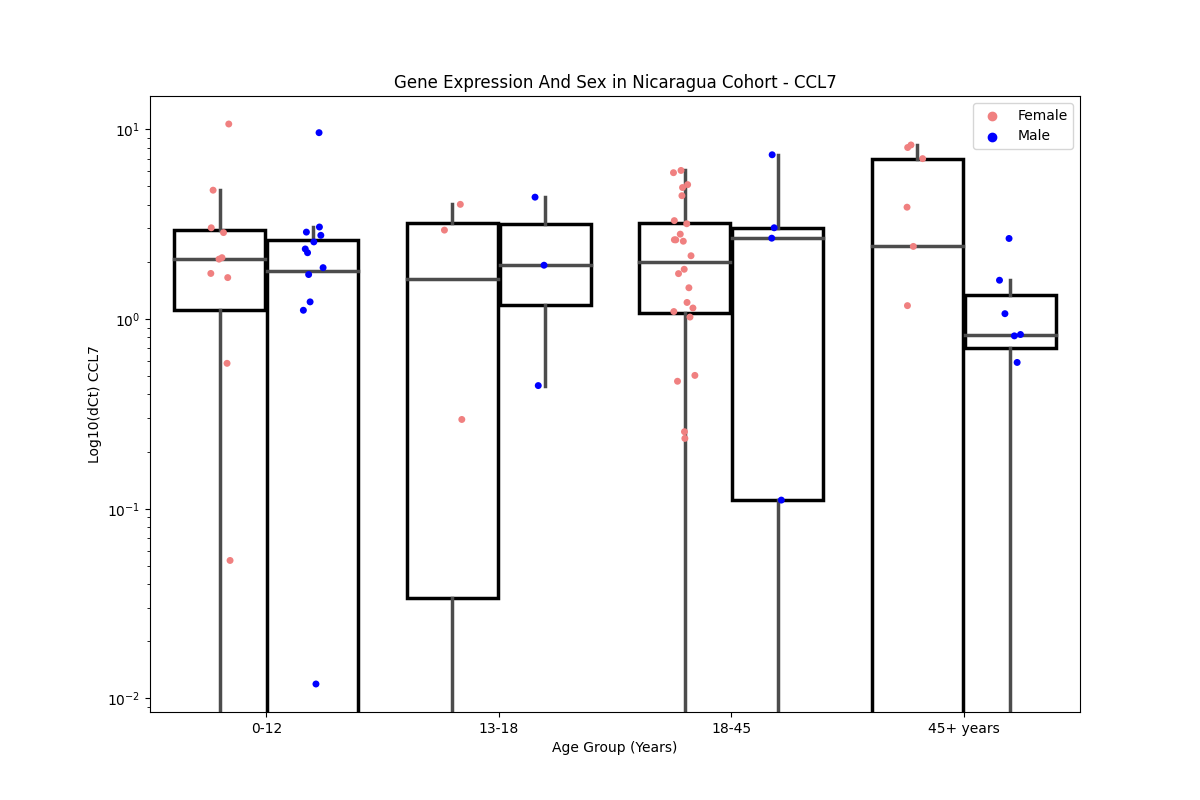 Gene Expression And Sex in Nicaragua Cohort - CCL7
Female
Male
10¹
10⁰
10⁻¹
10⁻²
Log10(dCt) CCL7
0-12
13-18
18-45
45+ years
Age Group (Years)